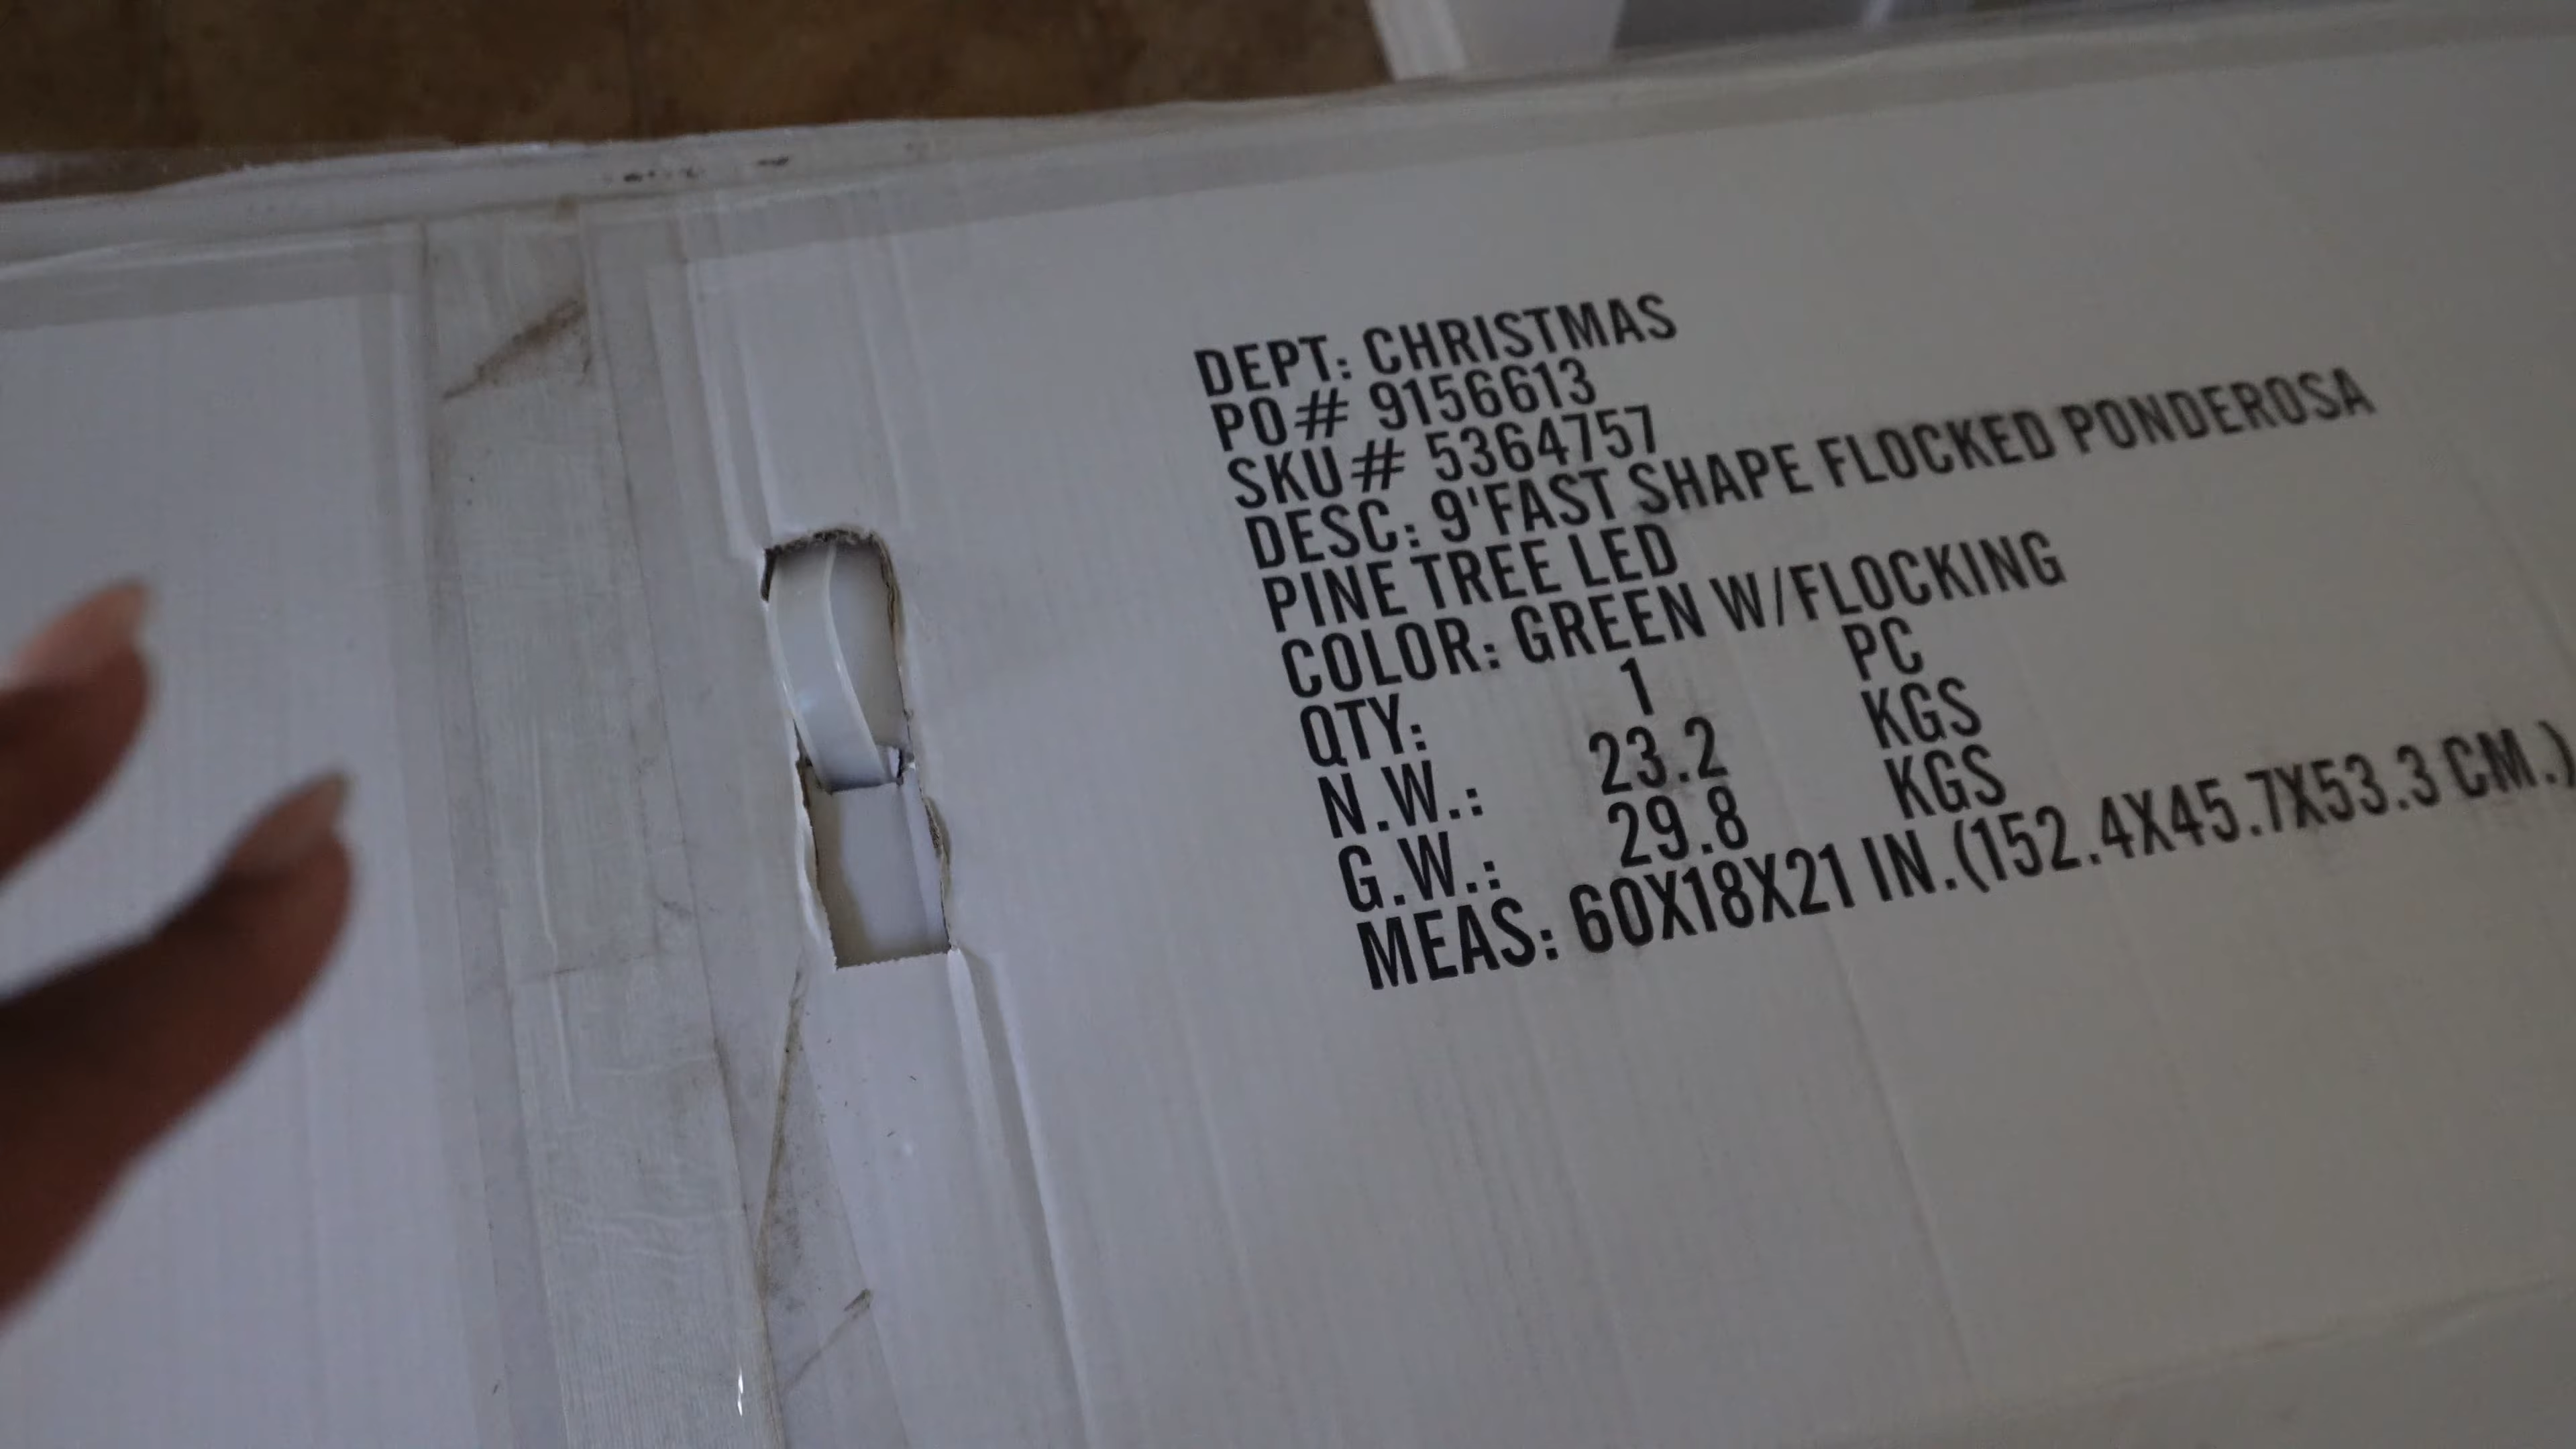 DEPT: CHRISTMAS
PO# 9156613
SKU# 5364757
DESC: 9'FAST SHAPE FLOCKED PONDEROSA
PINE TREE LED
COLOR: GREEN W/FLOCKING
QTY: 1 PC
N.W.: 23.2 KGS
G.W.: 29.8 KGS
MEAS: 60X18X21 IN.(152.4X45.7X53.3 CM.)